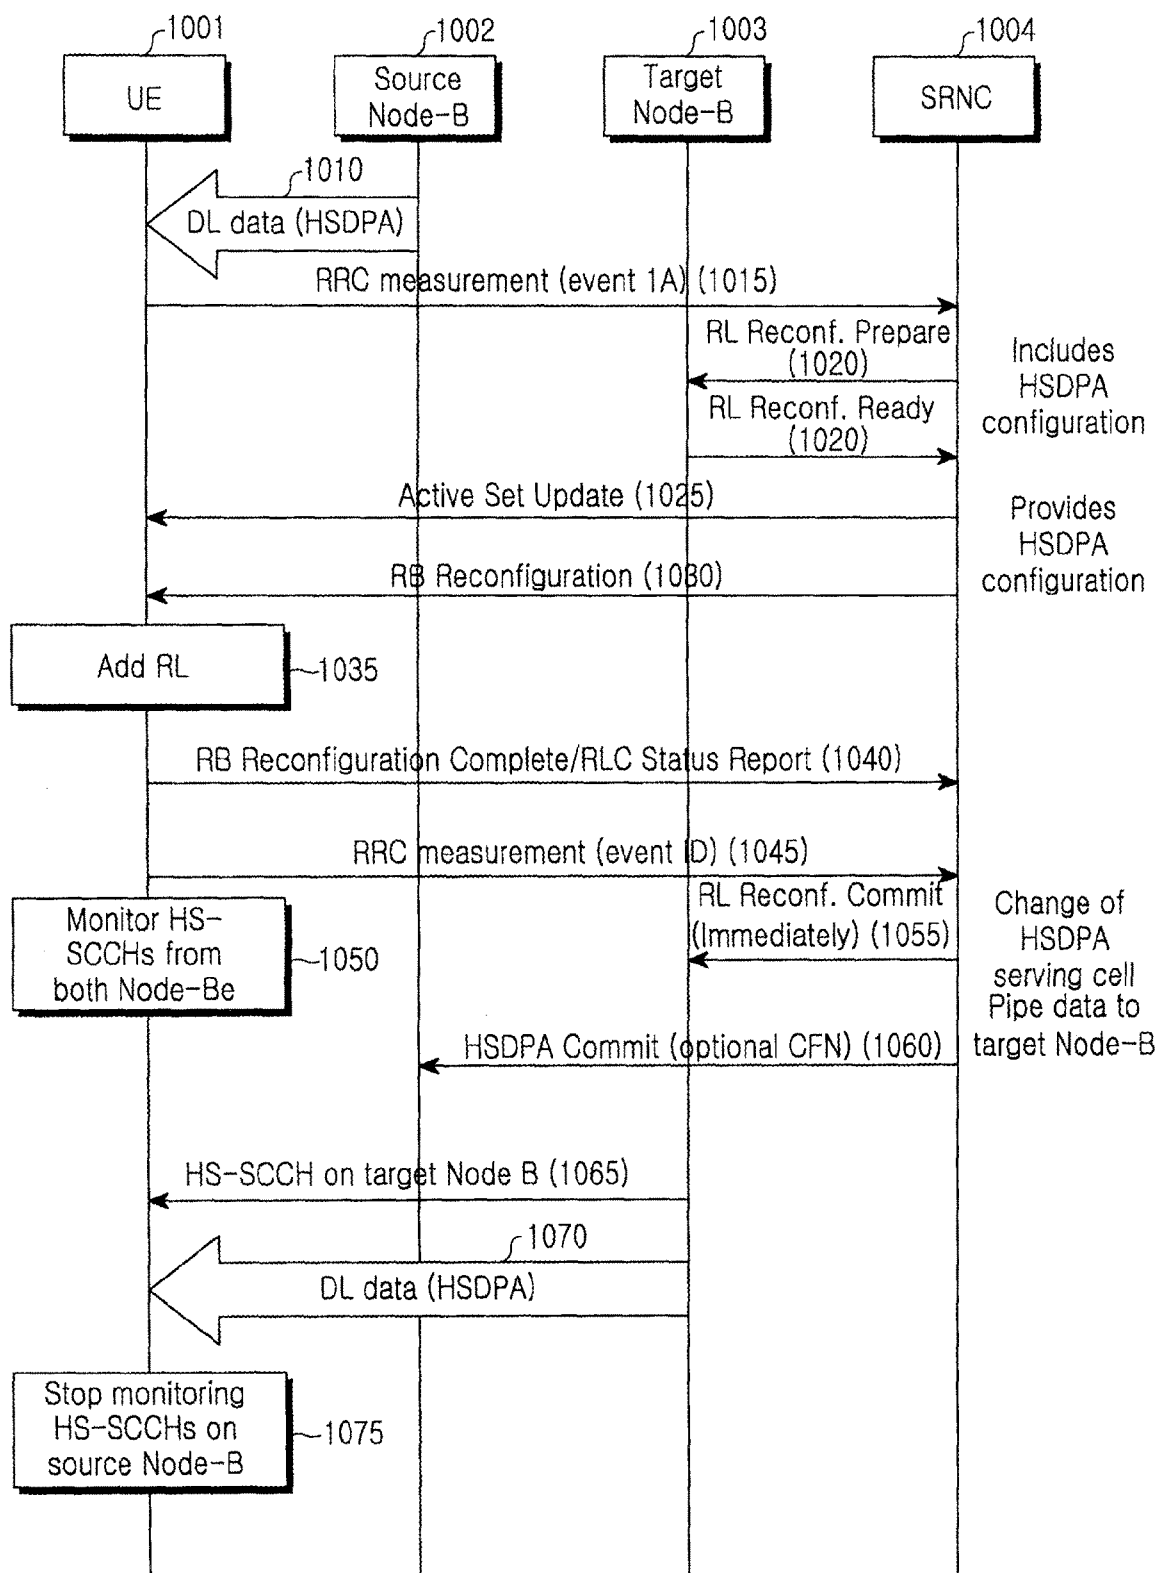 1001
1002
1003
1004
UE
Source
Node-B
Target
Node-B
SRNC
1010
DL data (HSDPA)
RRC measurement (event 1A) (1015)
RL Reconf. Prepare
(1020)
Includes
HSDPA
configuration
RL Reconf. Ready
(1020)
Active Set Update (1025)
Provides
HSDPA
configuration
RB Reconfiguration (1030)
Add RL
1035
RB Reconfiguration Complete/RLC Status Report (1040)
RRC measurement (event ID) (1045)
Monitor HS-
SCCHs from
both Node-Be
1050
RL Reconf. Commit
(Immediately) (1055)
Change of
HSDPA
serving cell
Pipe data to
target Node-B
HSDPA Commit (optional CFN) (1060)
HS-SCCH on target Node B (1065)
1070
DL data (HSDPA)
Stop monitoring
HS-SCCHs on
source Node-B
1075